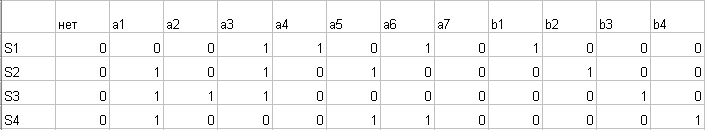 нет a1 a2 a3 a4 a5 a6 a7 b1 b2 b3 b4
S1 0 0 0 1 1 0 1 0 1 0 0 0
S2 0 1 0 1 0 1 0 0 0 1 0 0
S3 0 1 1 1 0 0 0 0 0 0 1 0
S4 0 1 0 0 0 1 1 0 0 0 0 1